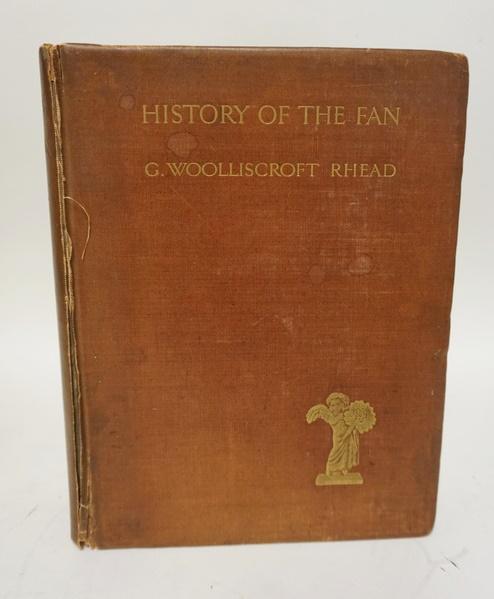 HISTORY OF THE FAN
G. WOOLLISCROFT RHEAD